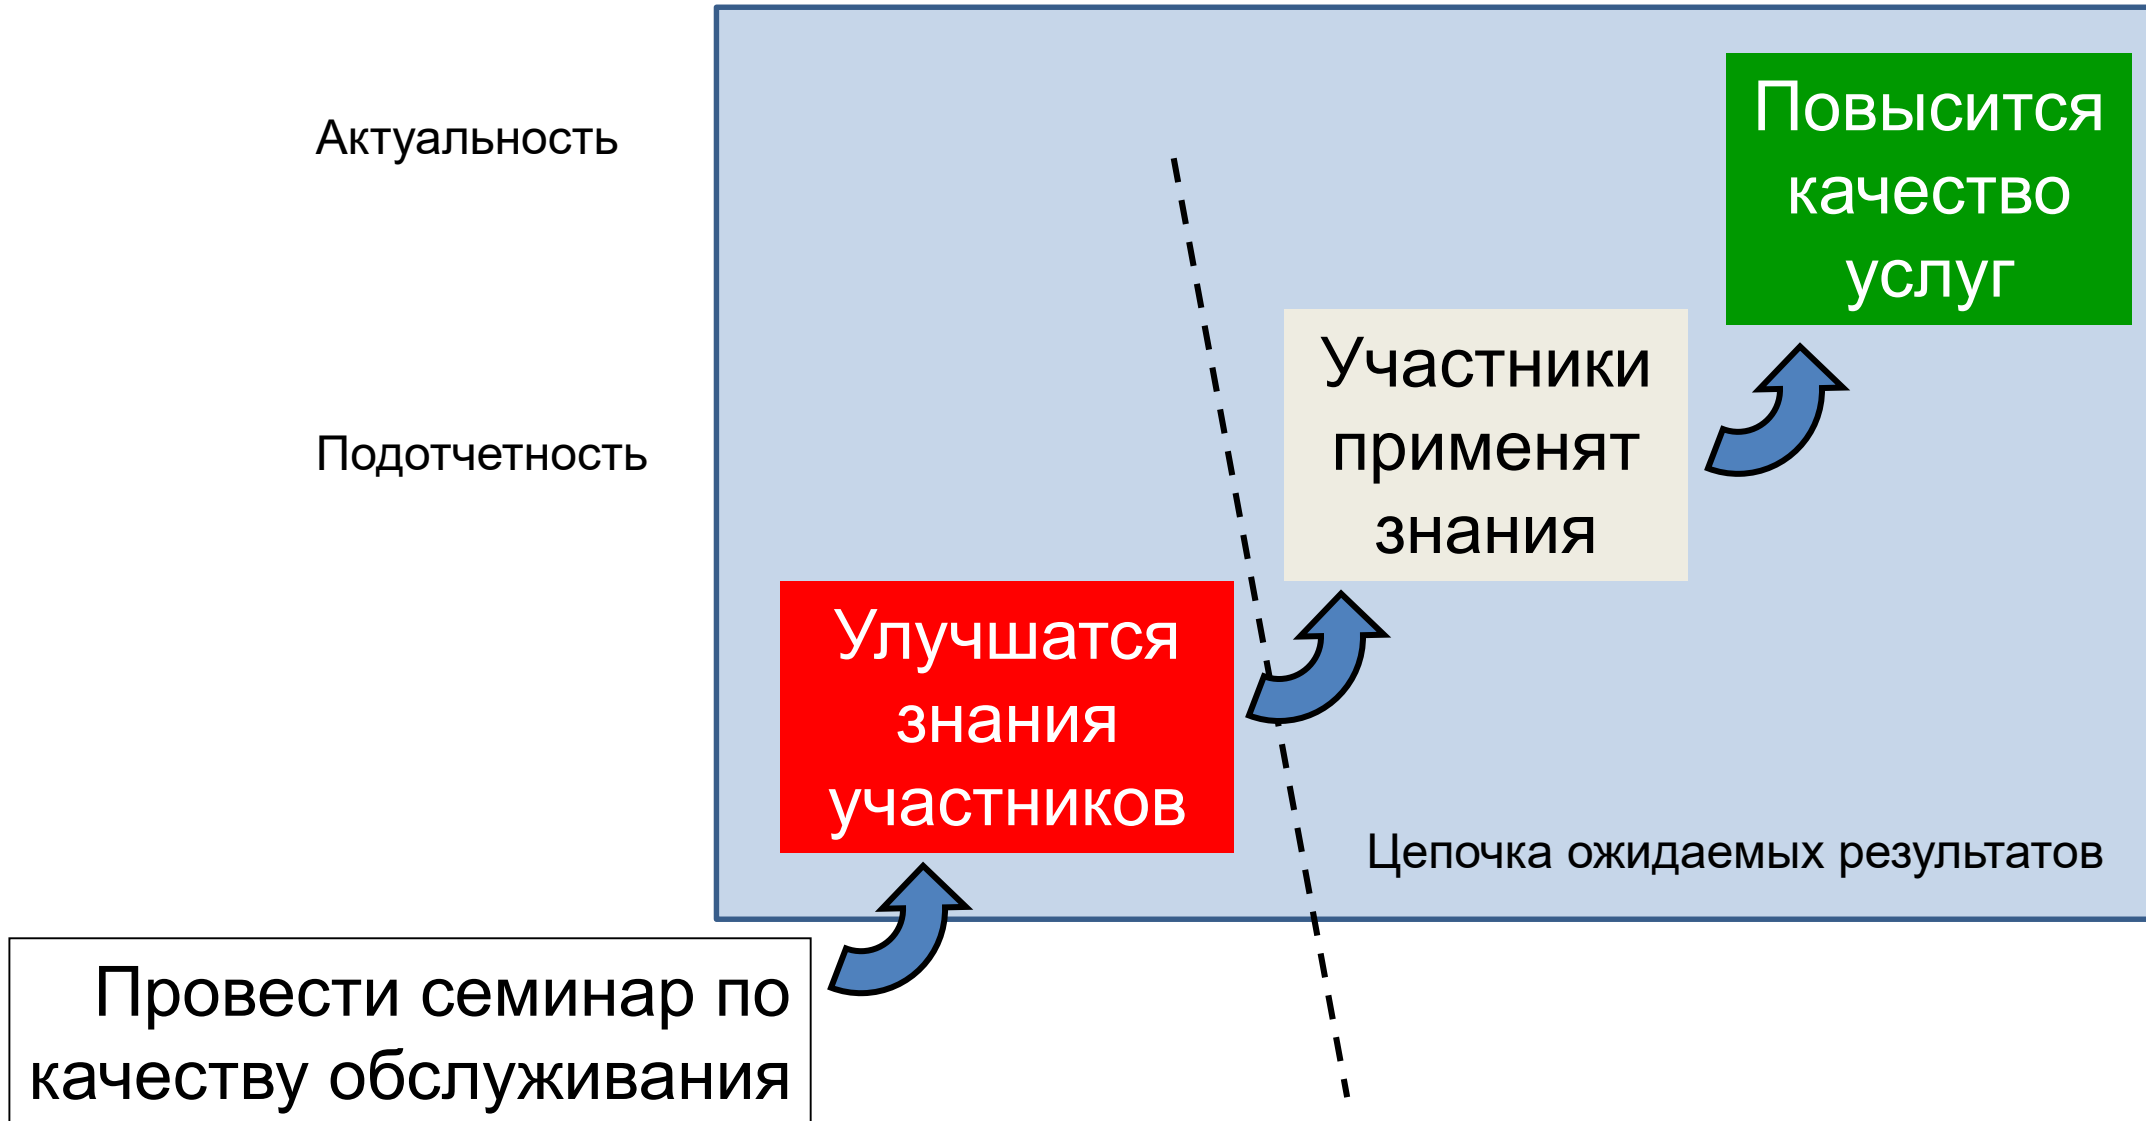 Актуальность
Подотчетность
Повысится
качество
услуг
Участники
применят
знания
Улучшатся
знания
участников
Цепочка ожидаемых результатов
Провести семинар по
качеству обслуживания